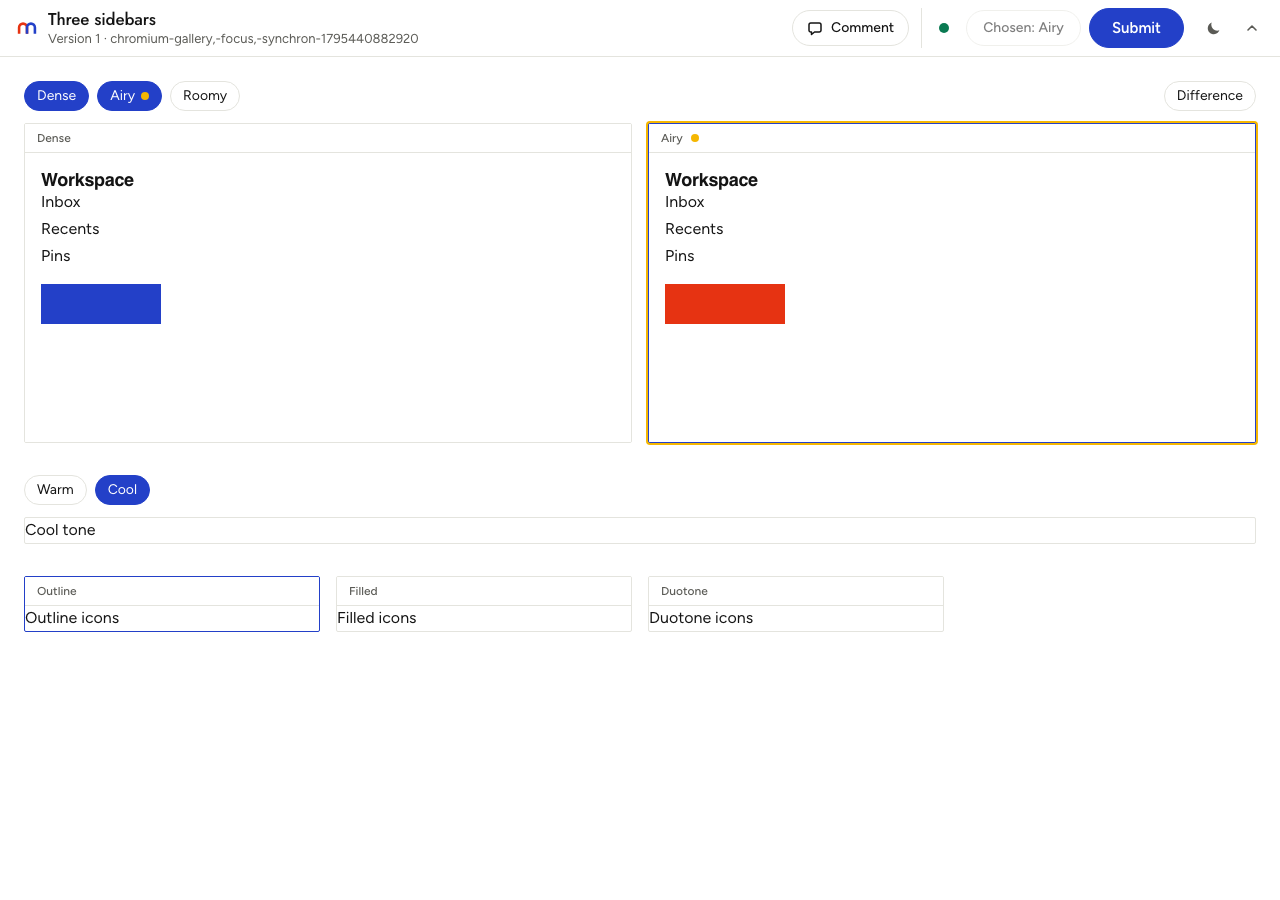 Three sidebars
Version 1 · chromium-gallery,-focus,-synchron-1795440882920
Comment
Chosen: Airy
Submit
Dense
Airy
Roomy
Difference
Dense
Workspace
Inbox
Recents
Pins
Airy
Workspace
Inbox
Recents
Pins
Warm
Cool
Cool tone
Outline
Outline icons
Filled
Filled icons
Duotone
Duotone icons